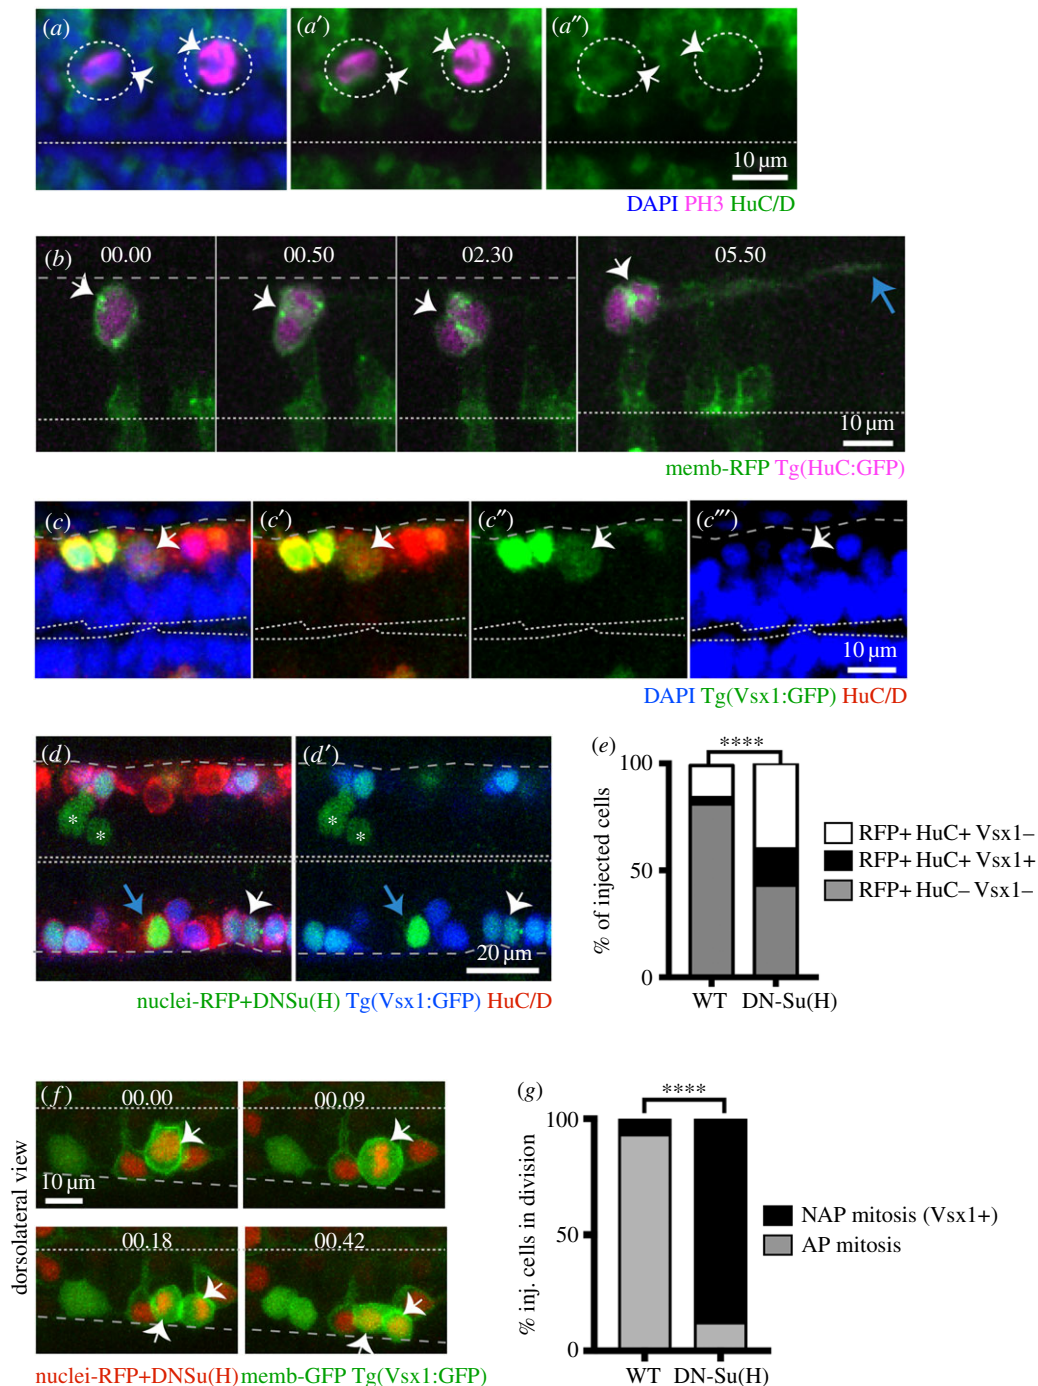 (a) (a′) (a″)
10 µm
DAPI PH3 HuC/D
(b) 00.00 00.50 02.30 05.50
10 µm
memb-RFP Tg(HuC:GFP)
(c) (c′) (c″) (c‴)
10 µm
DAPI Tg(Vsx1:GFP) HuC/D
(d) (d′)
* * * *
20 µm
nuclei-RFP+DNSu(H) Tg(Vsx1:GFP) HuC/D
(e) ****
100
50
0
% of injected cells
WT DN-Su(H)
RFP+ HuC+ Vsx1–
RFP+ HuC+ Vsx1+
RFP+ HuC– Vsx1–
(f) 00.00 00.09
10 µm
00.18 00.42
dorsolateral view
nuclei-RFP+DNSu(H) memb-GFP Tg(Vsx1:GFP)
(g) ****
100
50
0
% inj. cells in division
WT DN-Su(H)
NAP mitosis (Vsx1+)
AP mitosis